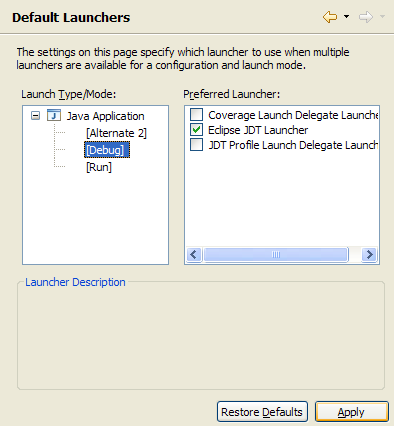 Default Launchers
The settings on this page specify which launcher to use when multiple
launchers are available for a configuration and launch mode.
Launch Type/Mode:
Java Application
[Alternate 2]
[Debug]
[Run]
Preferred Launcher:
Coverage Launch Delegate Launche
Eclipse JDT Launcher
JDT Profile Launch Delegate Launch
Launcher Description
Restore Defaults
Apply